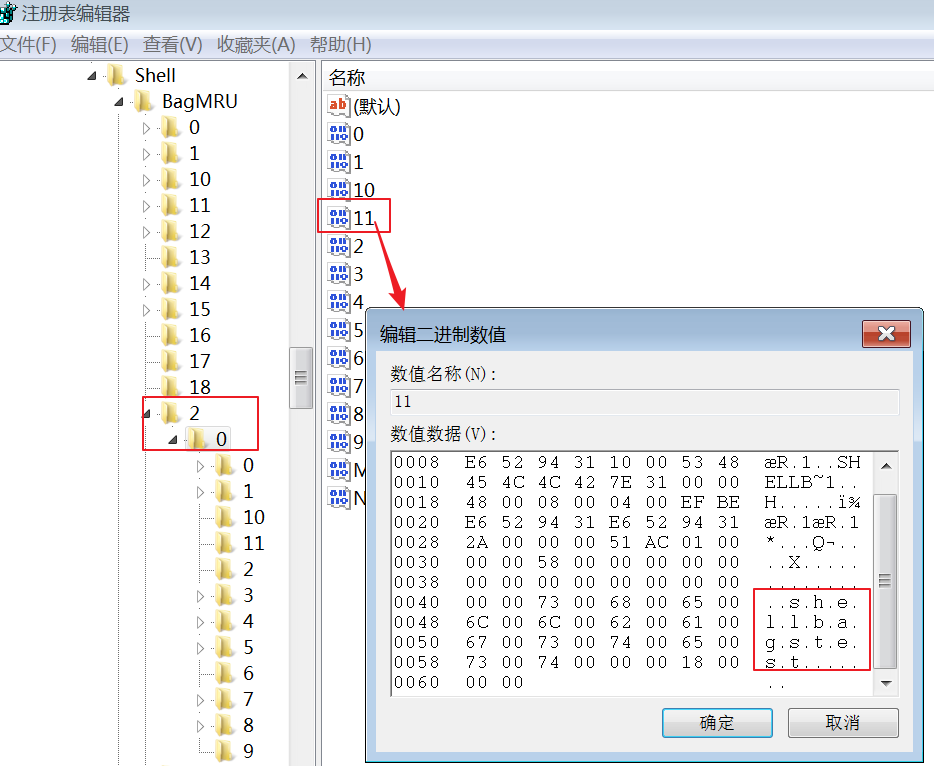 注册表编辑器
文件(F) 编辑(E) 查看(V) 收藏夹(A) 帮助(H)
Shell
BagMRU
0
1
10
11
12
13
14
15
16
17
18
2
0
0
1
10
11
2
3
4
5
6
7
8
9
名称
(默认)
0
1
10
11
2
3
4
5
6
7
8
9
M
N
编辑二进制数值
数值名称(N):
11
数值数据(V):
0008 E6 52 94 31 10 00 53 48 æR.1..SH
0010 45 4C 4C 42 7E 31 00 00 ELLB~1..
0018 48 00 08 00 04 00 EF BE H.....ï¾
0020 E6 52 94 31 E6 52 94 31 æR.1æR.1
0028 2A 00 00 00 51 AC 01 00 *...Q¬..
0030 00 00 58 00 00 00 00 00 ..X.....
0038 00 00 00 00 00 00 00 00 ........
0040 00 00 73 00 68 00 65 00 ..s.h.e.
0048 6C 00 6C 00 62 00 61 00 l.l.b.a.
0050 67 00 73 00 74 00 65 00 g.s.t.e.
0058 73 00 74 00 00 00 18 00 s.t.....
0060 00 00 ..
确定 取消